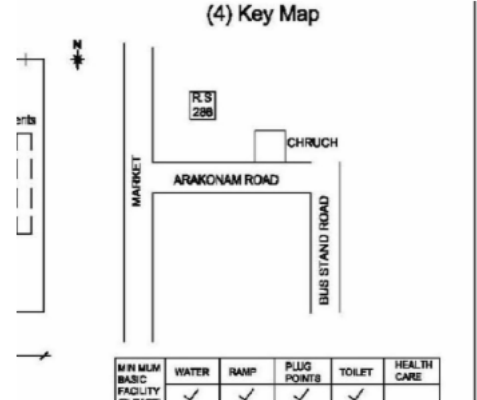 (4) Key Map
N
R.S
286
CHRUCH
ARAKONAM ROAD
MARKET
BUS STAND ROAD
MINIMUM
BASIC
FACILITY
WATER
RAMP
PLUG
POINTS
TOILET
HEALTH
CARE